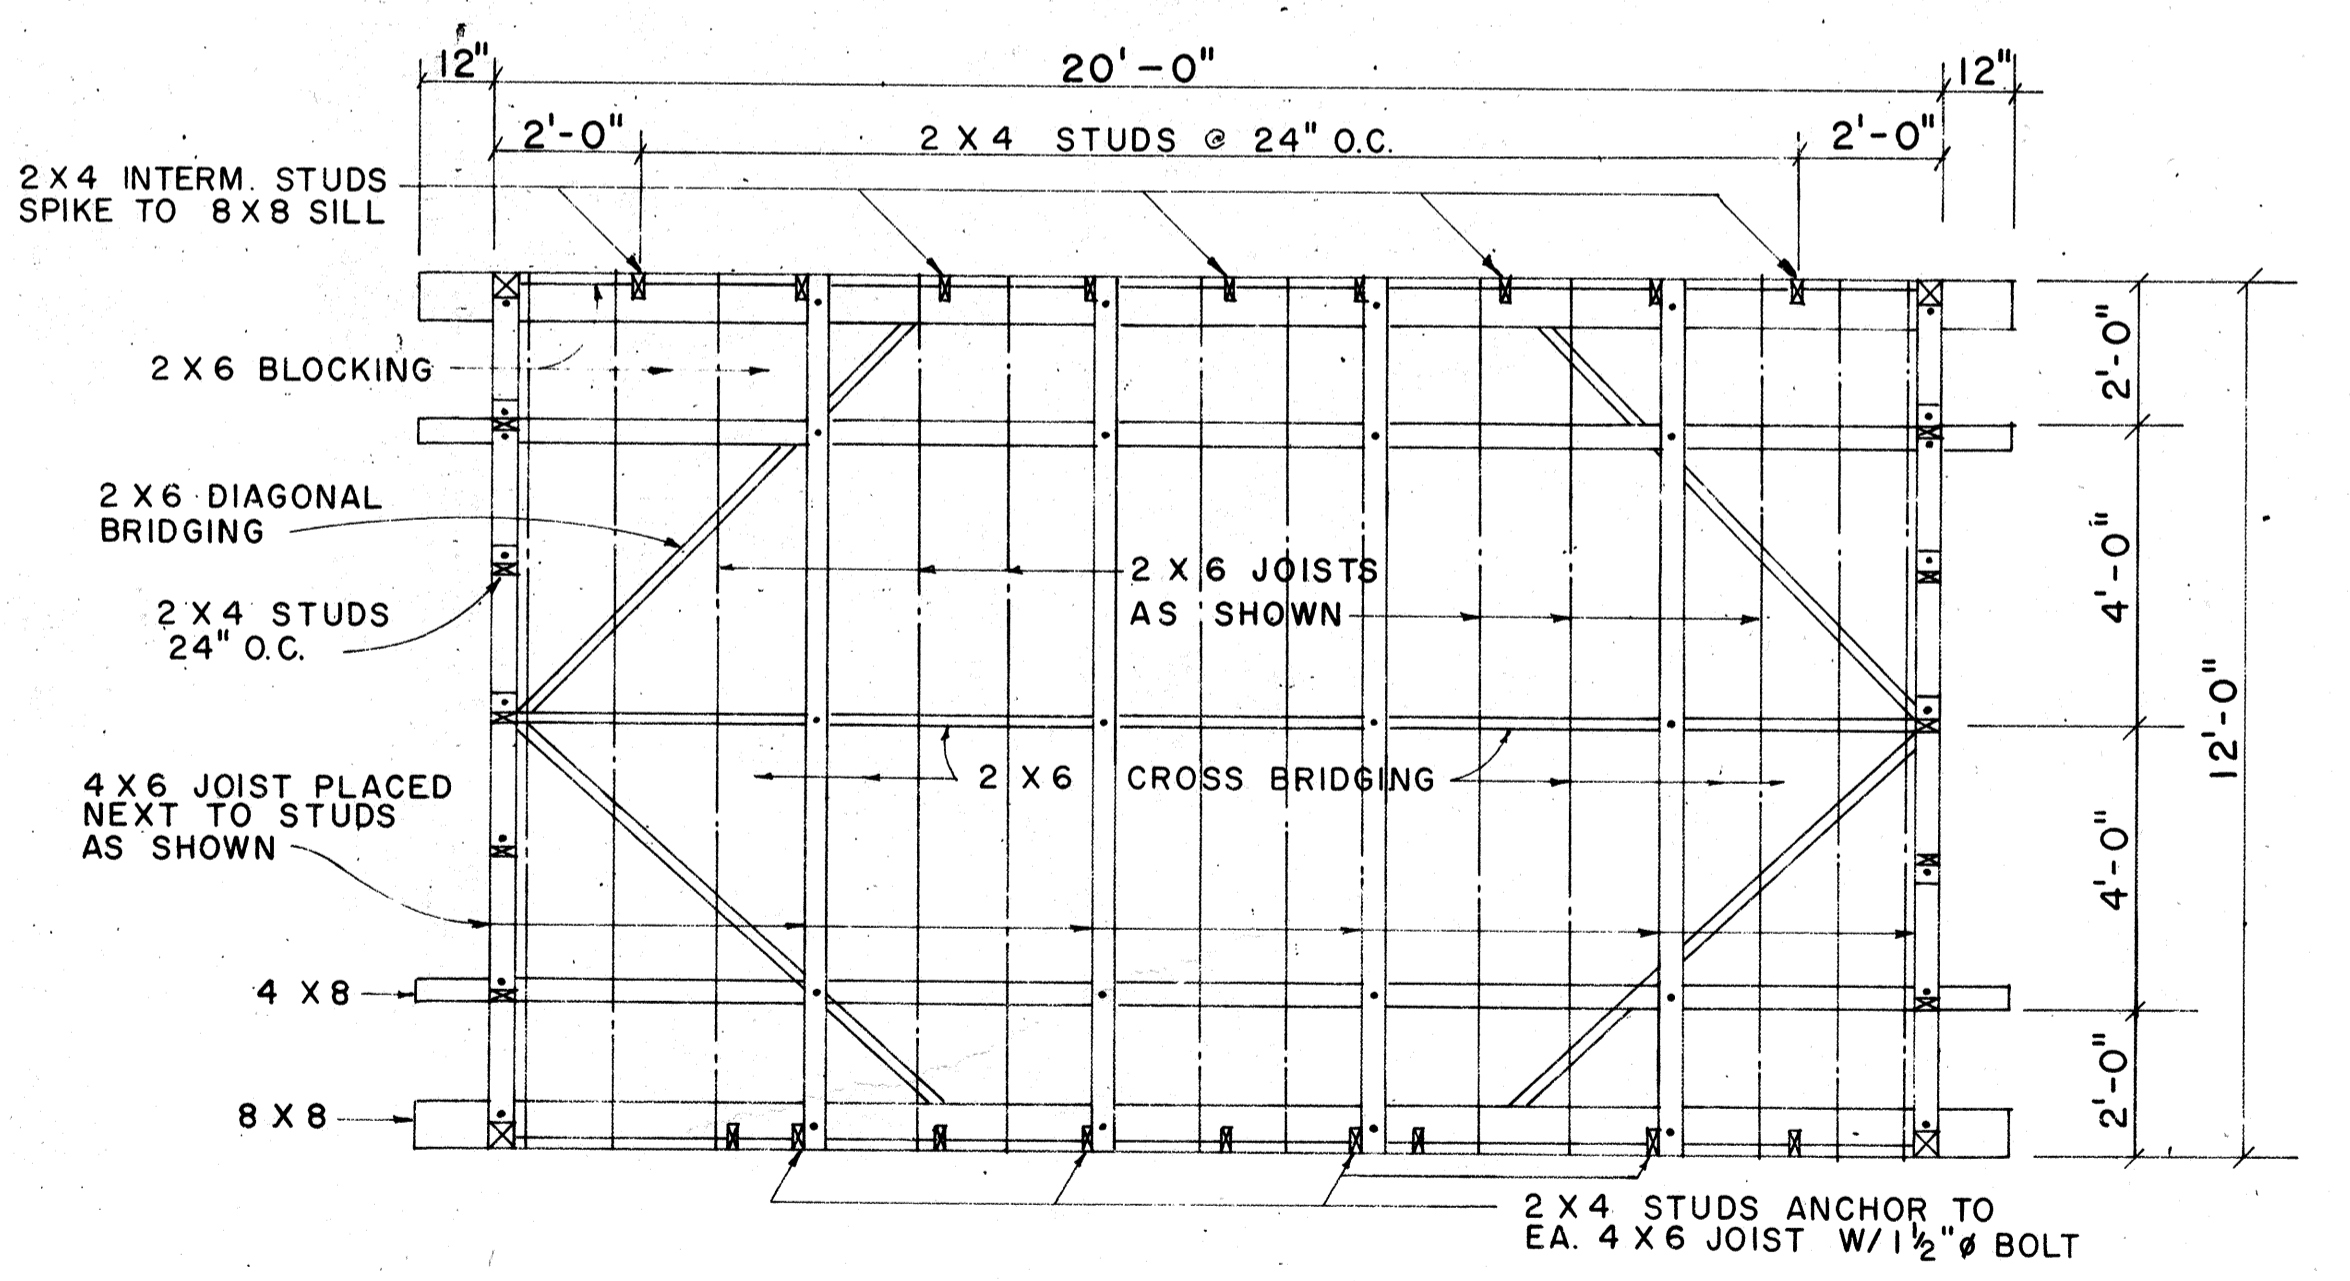 12"
20'-0"
12"
2'-0"
2 X 4 STUDS @ 24" O.C.
2'-0"
2 X 4 INTERM. STUDS
SPIKE TO 8 X 8 SILL
2 X 6 BLOCKING
2'-0"
2 X 6 DIAGONAL
BRIDGING
2 X 6 JOISTS
AS SHOWN
4'-0"
2 X 4 STUDS
24" O.C.
12'-0"
2 X 6 CROSS BRIDGING
4 X 6 JOIST PLACED
NEXT TO STUDS
AS SHOWN
4'-0"
4 X 8
2'-0"
8 X 8
2 X 4 STUDS ANCHOR TO
EA. 4 X 6 JOIST W/ 1 1/2" ø BOLT